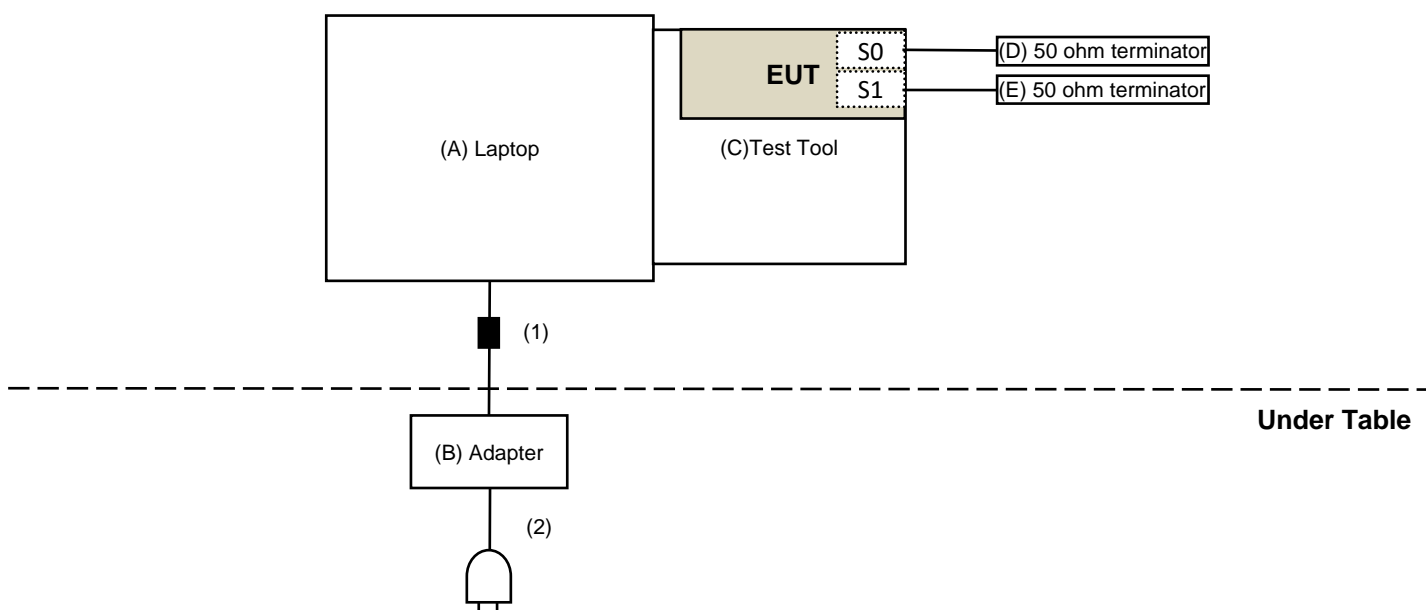 S0
(D) 50 ohm terminator
EUT
S1
(E) 50 ohm terminator
(A) Laptop
(C)Test Tool
(1)
Under Table
(B) Adapter
(2)